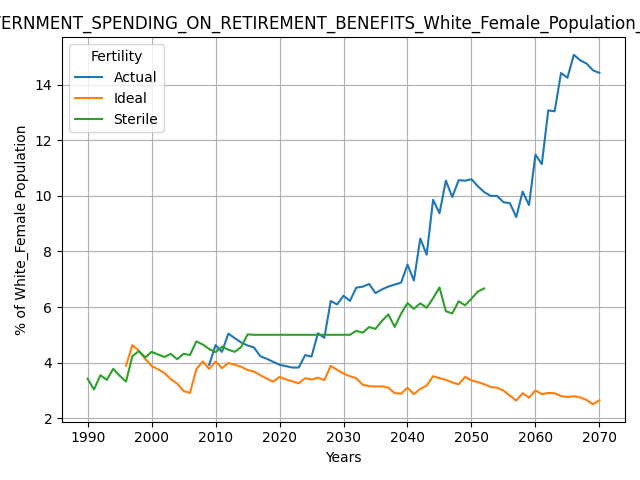 ERNMENT_SPENDING_ON_RETIREMENT_BENEFITS_White_Female_Population_
Fertility
Actual
Ideal
Sterile
% of White_Female Population
14
12
10
8
6
4
2
1990 2000 2010 2020 2030 2040 2050 2060 2070
Years